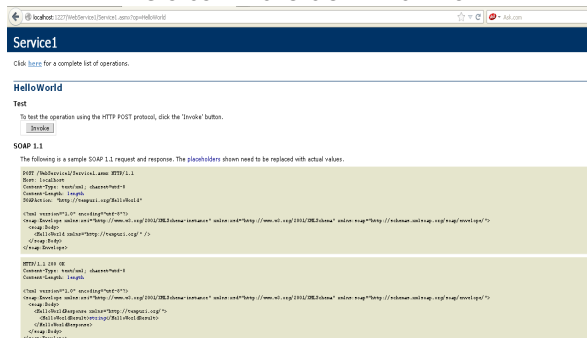 localhost:1227/WebService1/Service1.asmx?op=HelloWorld
Ask.com
Service1
Click here for a complete list of operations.
HelloWorld
Test
To test the operation using the HTTP POST protocol, click the 'Invoke' button.
Invoke
SOAP 1.1
The following is a sample SOAP 1.1 request and response. The placeholders shown need to be replaced with actual values.
POST /WebService1/Service1.asmx HTTP/1.1
Host: localhost
Content-Type: text/xml; charset=utf-8
Content-Length: length
SOAPAction: "http://tempuri.org/HelloWorld"
<?xml version="1.0" encoding="utf-8"?>
<soap:Envelope xmlns:xsi="http://www.w3.org/2001/XMLSchema-instance" xmlns:xsd="http://www.w3.org/2001/XMLSchema" xmlns:soap="http://schemas.xmlsoap.org/soap/envelope/">
<soap:Body>
<HelloWorld xmlns="http://tempuri.org/" />
</soap:Body>
</soap:Envelope>
HTTP/1.1 200 OK
Content-Type: text/xml; charset=utf-8
Content-Length: length
<?xml version="1.0" encoding="utf-8"?>
<soap:Envelope xmlns:xsi="http://www.w3.org/2001/XMLSchema-instance" xmlns:xsd="http://www.w3.org/2001/XMLSchema" xmlns:soap="http://schemas.xmlsoap.org/soap/envelope/">
<soap:Body>
<HelloWorldResponse xmlns="http://tempuri.org/">
<HelloWorldResult>string</HelloWorldResult>
</HelloWorldResponse>
</soap:Body>